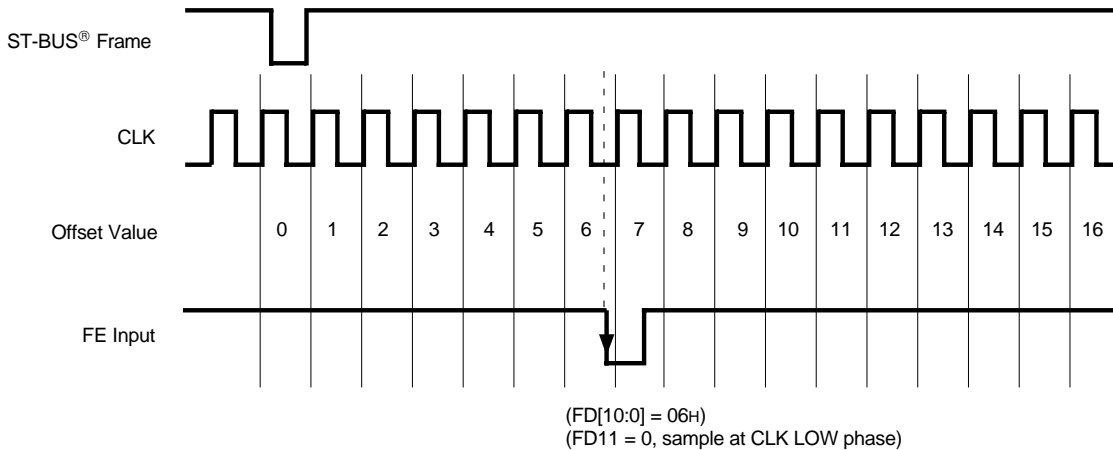 ST-BUS® Frame
CLK
Offset Value
0 1 2 3 4 5 6 7 8 9 10 11 12 13 14 15 16
FE Input
(FD[10:0] = 06H)
(FD11 = 0, sample at CLK LOW phase)